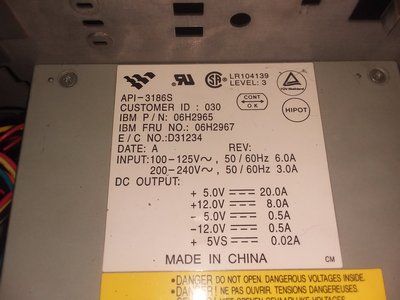 LR104139
LEVEL: 3
API-3186S
CUSTOMER ID : 030
IBM P/N: 06H2965
IBM FRU NO.: 06H2967
E / C NO.:D31234
DATE: A REV:
CONT
OK
HIPOT
INPUT:100-125V~, 50 / 60Hz 6.0A
200-240V~, 50 / 60Hz 3.0A
DC OUTPUT:
+ 5.0V 20.0A
+12.0V 8.0A
- 5.0V 0.5A
-12.0V 0.5A
+ 5VS 0.02A
MADE IN CHINA
CM
•DANGER DO NOT OPEN. DANGEROUS VOLTAGES INSIDE.
•DANGER! NE PAS OUVRIR. TENSIONS DANGEREUSES